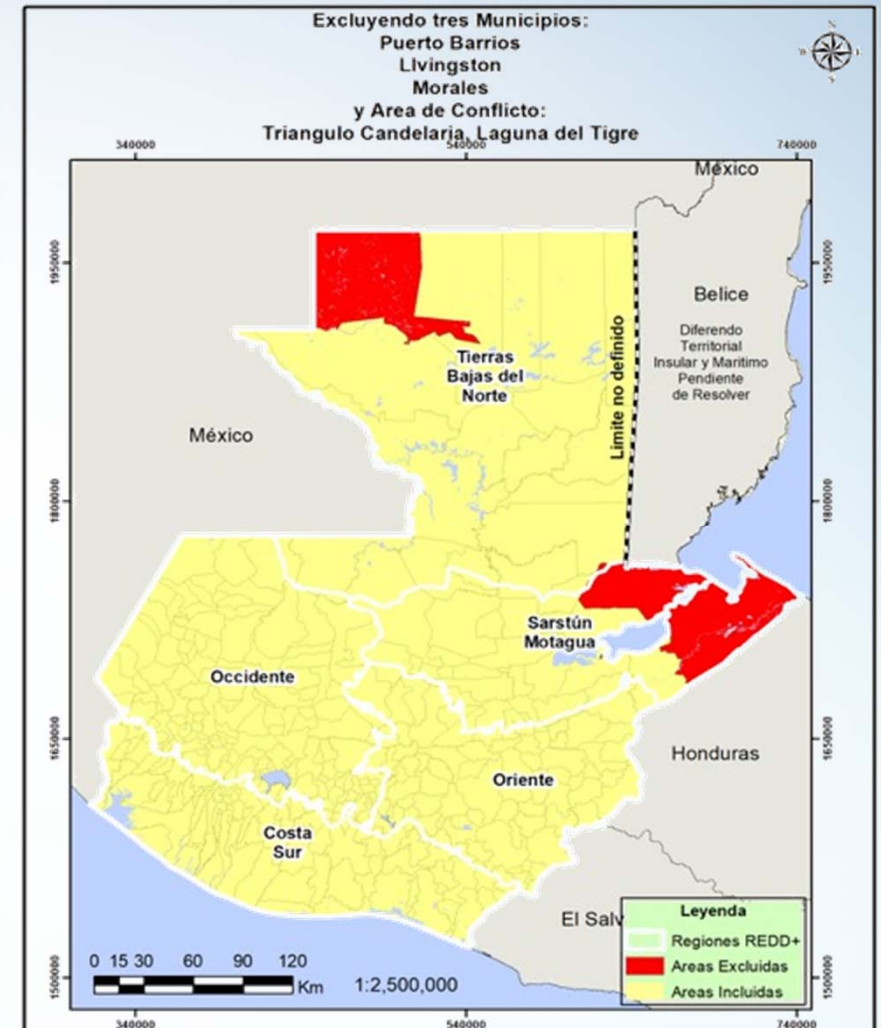 Excluyendo tres Municipios:
Puerto Barrios
LIvingston
Morales
y Area de Conflicto:
Triangulo Candelaria, Laguna del Tigre
N
E
S
340000
540000
740000
México
1950000
1950000
Belice
Diferendo
Territorial
Insular y Maritimo
Pendiente
de Resolver
Limite no definido
Tierras
Bajas del
Norte
México
1800000
1800000
Sarstún
Motagua
Occidente
1650000
1650000
Honduras
Oriente
Costa
Sur
El Salv
Leyenda
Regiones REDD+
Areas Excluidas
Areas Incluidas
0 15 30 60 90 120
Km
1:2,500,000
1500000
1500000
340000
540000
740000